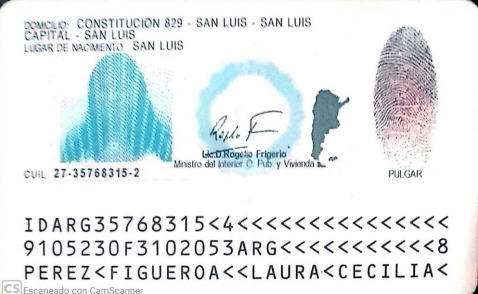 DOMICILIO: CONSTITUCIÓN 829 - SAN LUIS - SAN LUIS
CAPITAL - SAN LUIS
LUGAR DE NACIMIENTO: SAN LUIS
Lic.D.Rogelio Frigerio
Ministro del Interior O. Pub. y Vivienda
CUIL: 27-35768315-2
PULGAR
IDARG35768315<4<<<<<<<<<<<<<<<
9105230F3102053ARG<<<<<<<<<<<8
PEREZ<FIGUEROA<<LAURA<CECILIA<
CS Escaneado con CamScanner